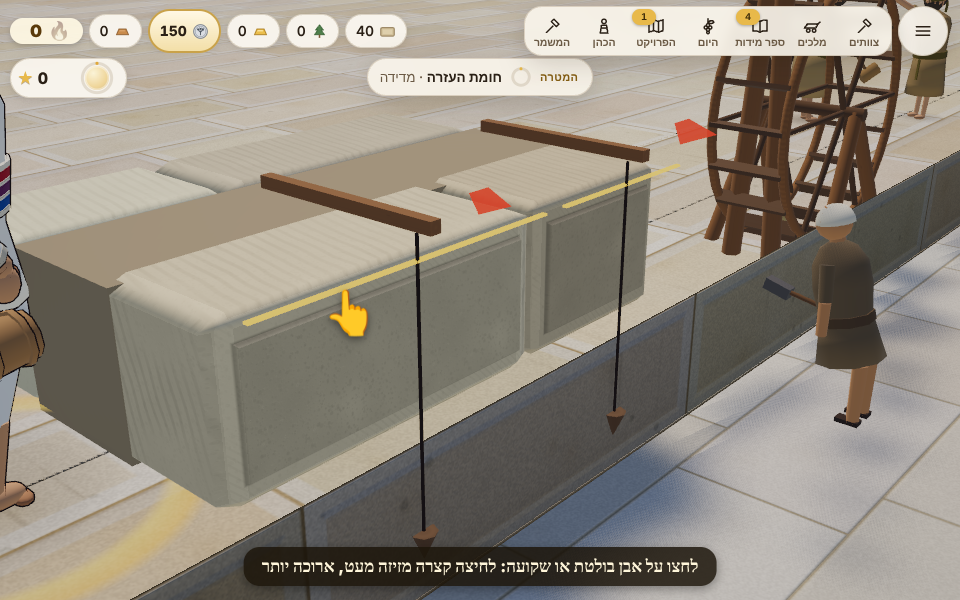 0
0
150
0
0
40
המשמר
הכהן
1
הפרויקט
היום
4
ספר מידות
מלכים
צוותים
0
המטרה
חומת העזרה · מדידה
לחצו על אבן בולטת או שקועה: לחיצה קצרה מזיזה מעט, ארוכה יותר